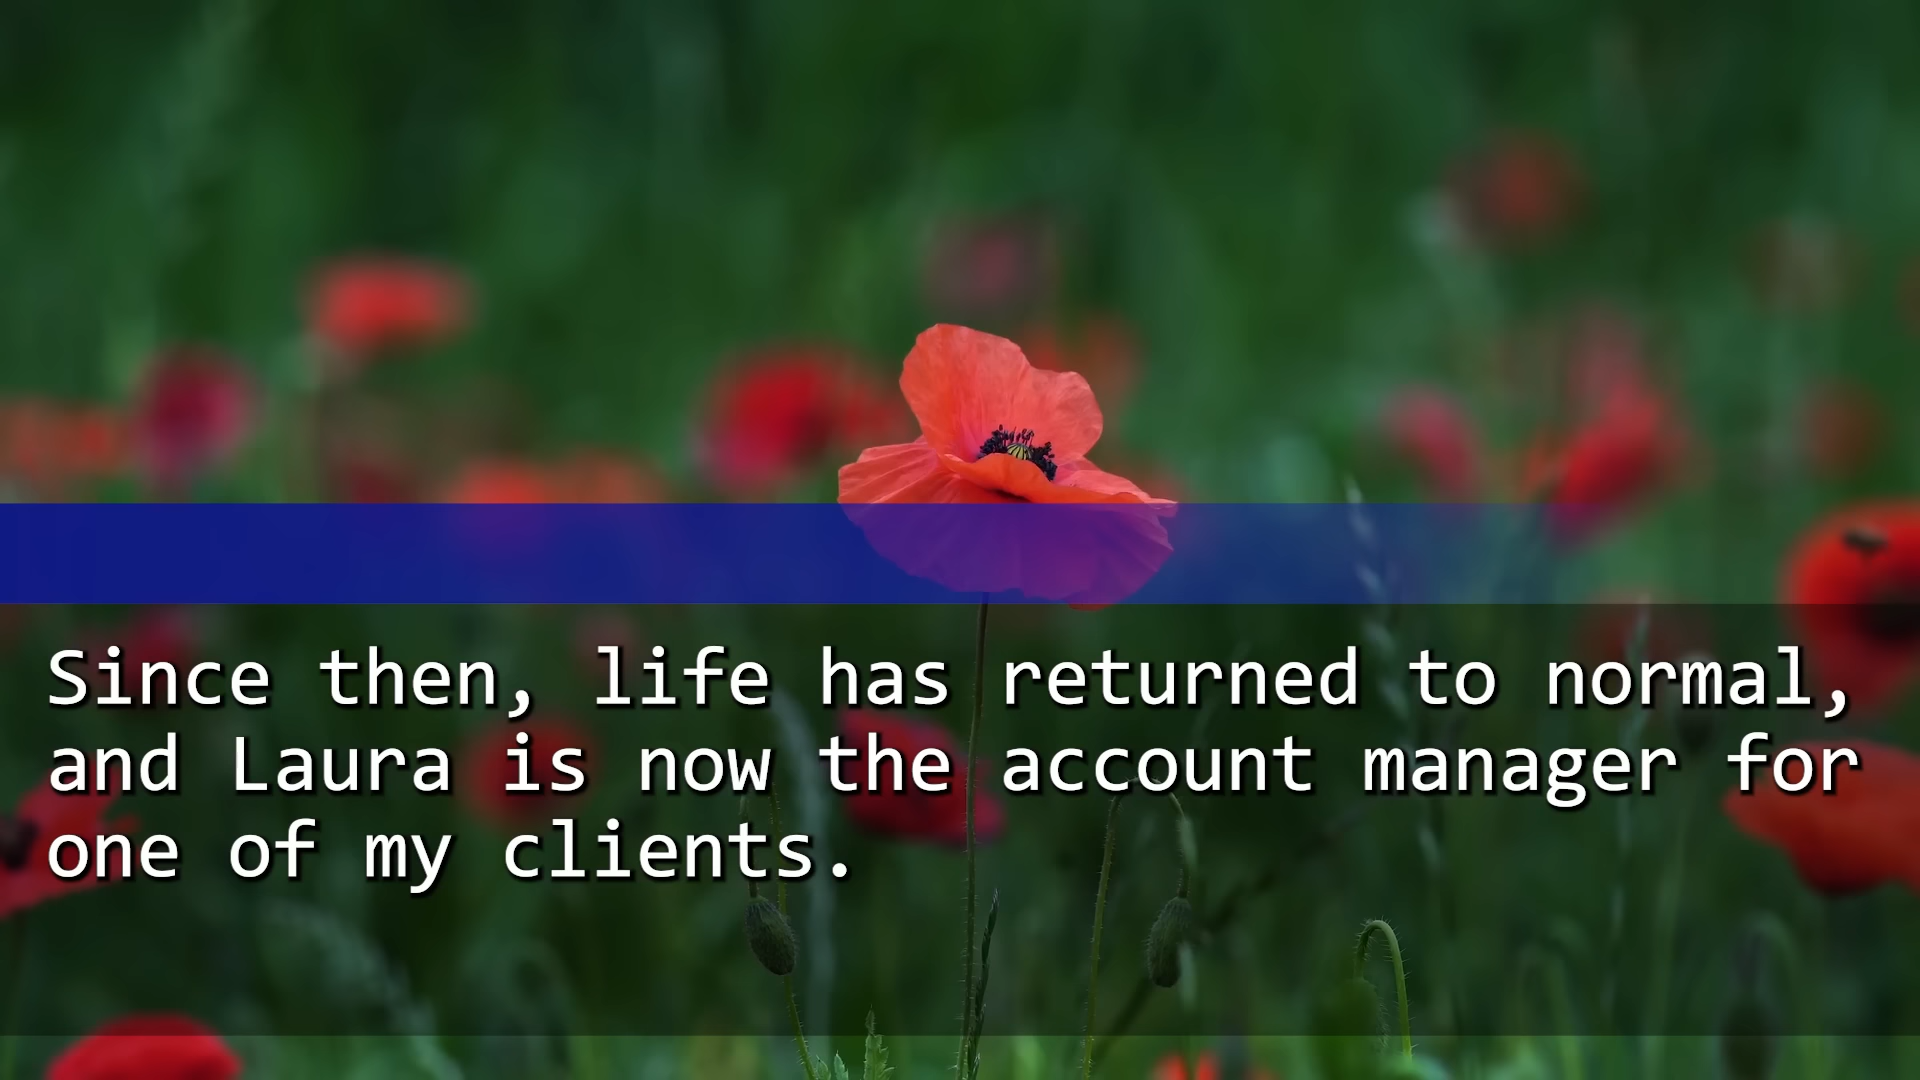 Since then, life has returned to normal,
and Laura is now the account manager for
one of my clients.